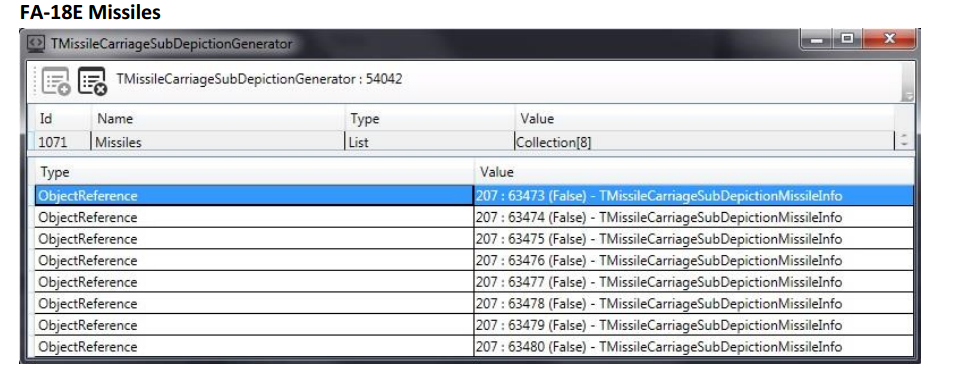 FA-18E Missiles
TMissileCarriageSubDepictionGenerator
TMissileCarriageSubDepictionGenerator : 54042
Id Name Type Value
1071 Missiles List Collection[8]
Type Value
ObjectReference 207 : 63473 (False) - TMissileCarriageSubDepictionMissileInfo
ObjectReference 207 : 63474 (False) - TMissileCarriageSubDepictionMissileInfo
ObjectReference 207 : 63475 (False) - TMissileCarriageSubDepictionMissileInfo
ObjectReference 207 : 63476 (False) - TMissileCarriageSubDepictionMissileInfo
ObjectReference 207 : 63477 (False) - TMissileCarriageSubDepictionMissileInfo
ObjectReference 207 : 63478 (False) - TMissileCarriageSubDepictionMissileInfo
ObjectReference 207 : 63479 (False) - TMissileCarriageSubDepictionMissileInfo
ObjectReference 207 : 63480 (False) - TMissileCarriageSubDepictionMissileInfo